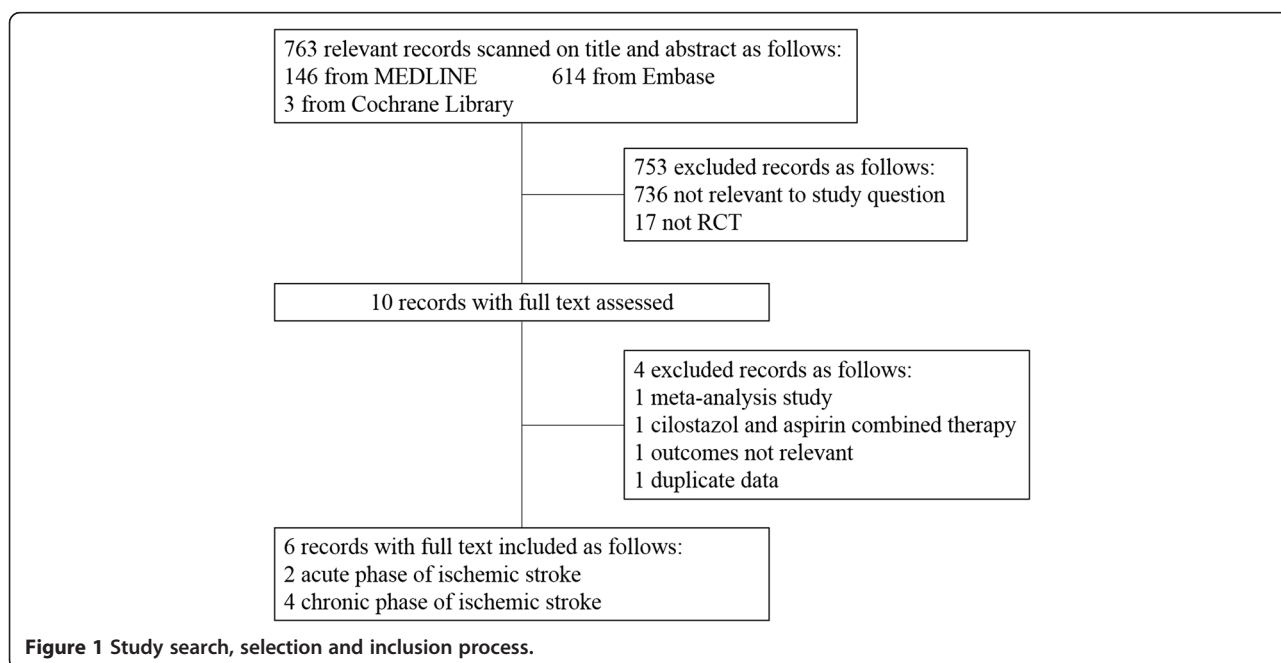 763 relevant records scanned on title and abstract as follows:
146 from MEDLINE 614 from Embase
3 from Cochrane Library
753 excluded records as follows:
736 not relevant to study question
17 not RCT
10 records with full text assessed
4 excluded records as follows:
1 meta-analysis study
1 cilostazol and aspirin combined therapy
1 outcomes not relevant
1 duplicate data
6 records with full text included as follows:
2 acute phase of ischemic stroke
4 chronic phase of ischemic stroke
Figure 1 Study search, selection and inclusion process.